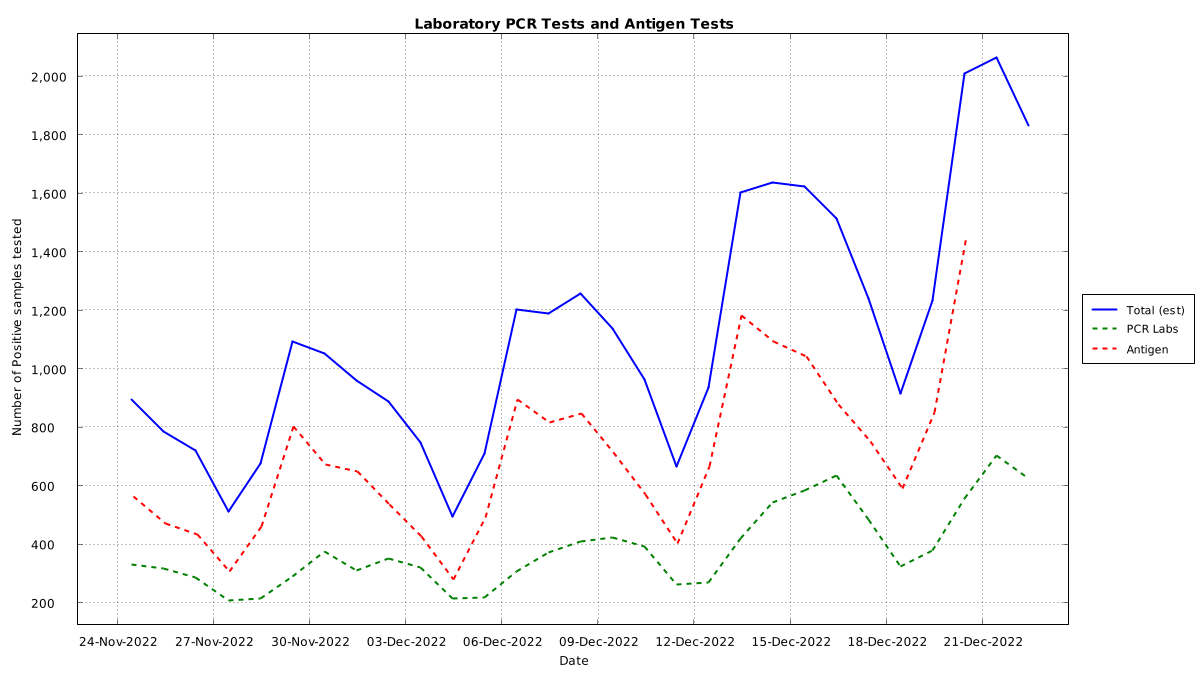 Laboratory PCR Tests and Antigen Tests
Number of Positive samples tested
2,000
1,800
1,600
1,400
1,200
1,000
800
600
400
200
24-Nov-2022 27-Nov-2022 30-Nov-2022 03-Dec-2022 06-Dec-2022 09-Dec-2022 12-Dec-2022 15-Dec-2022 18-Dec-2022 21-Dec-2022
Date
Total (est)
PCR Labs
Antigen